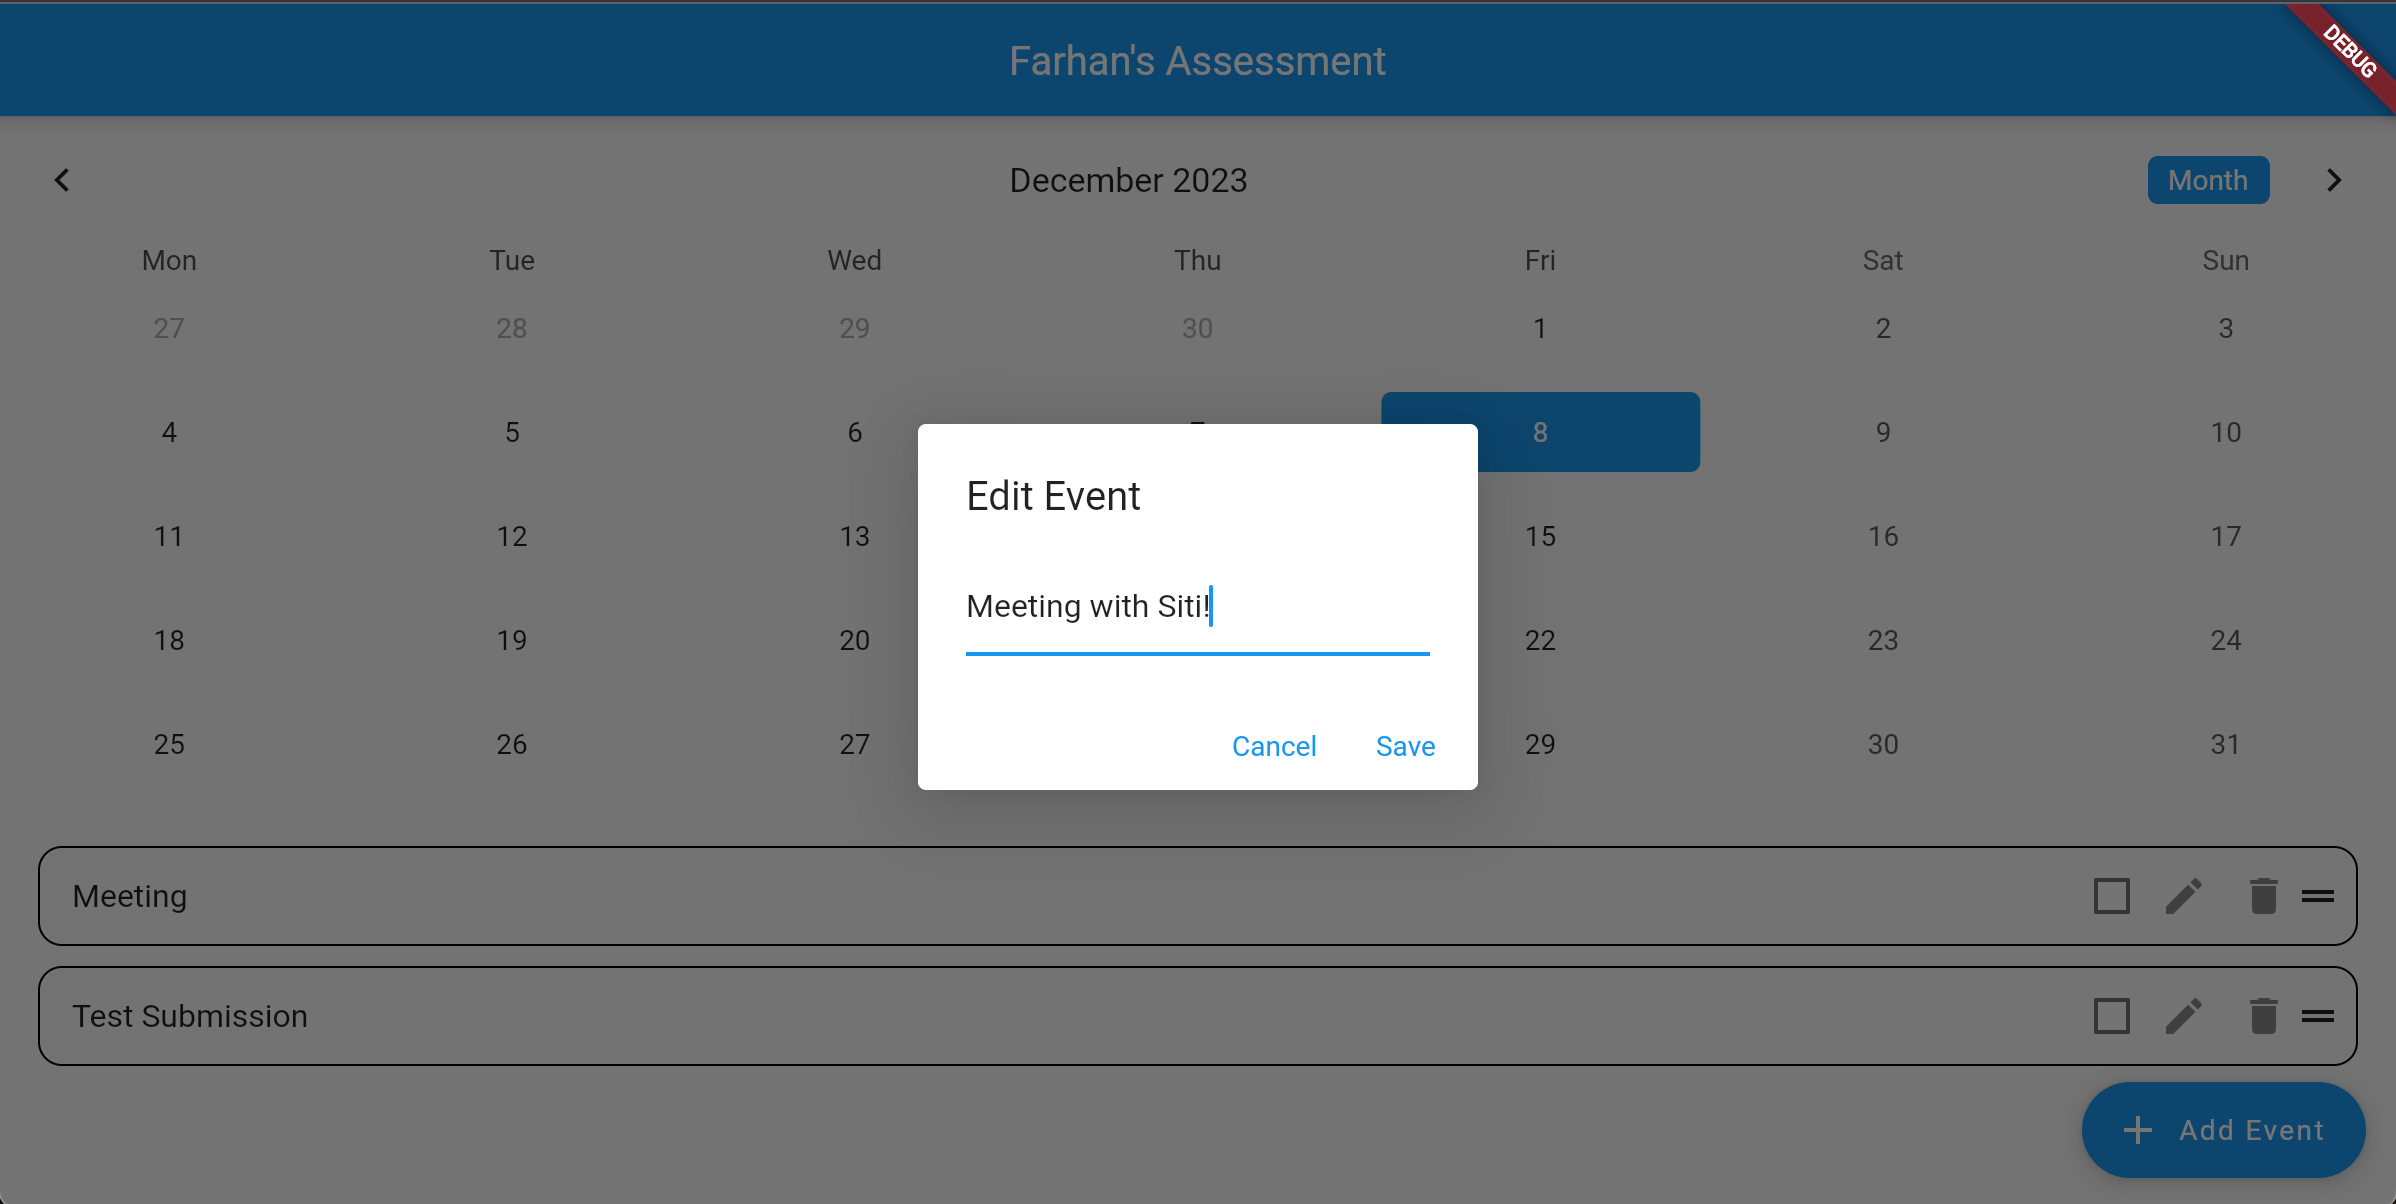 Farhan's Assessment
DEBUG
December 2023
Month
Mon Tue Wed Thu Fri Sat Sun
27 28 29 30 1 2 3
4 5 6 8 9 10
Edit Event
11 12 13 15 16 17
Meeting with Siti!
18 19 20 22 23 24
Cancel Save
25 26 27 29 30 31
Meeting
Test Submission
Add Event